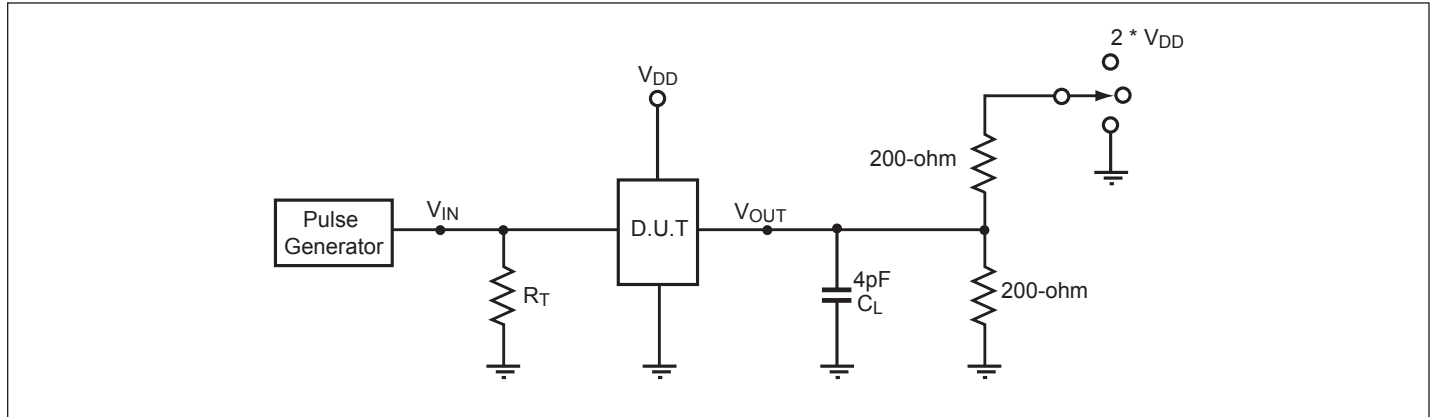 2 * VDD
VDD
200-ohm
Pulse
Generator
VIN
D.U.T
VOUT
RT
4pF
CL
200-ohm